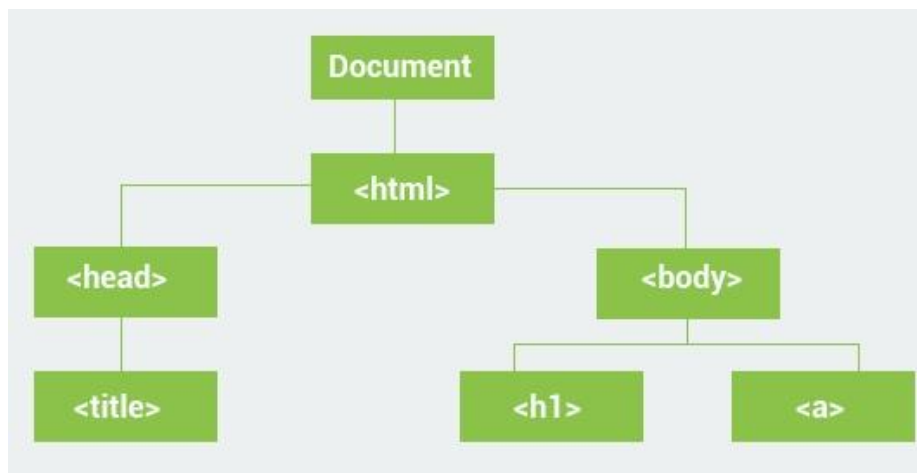 Document
<html>
<head>
<body>
<title>
<h1>
<a>